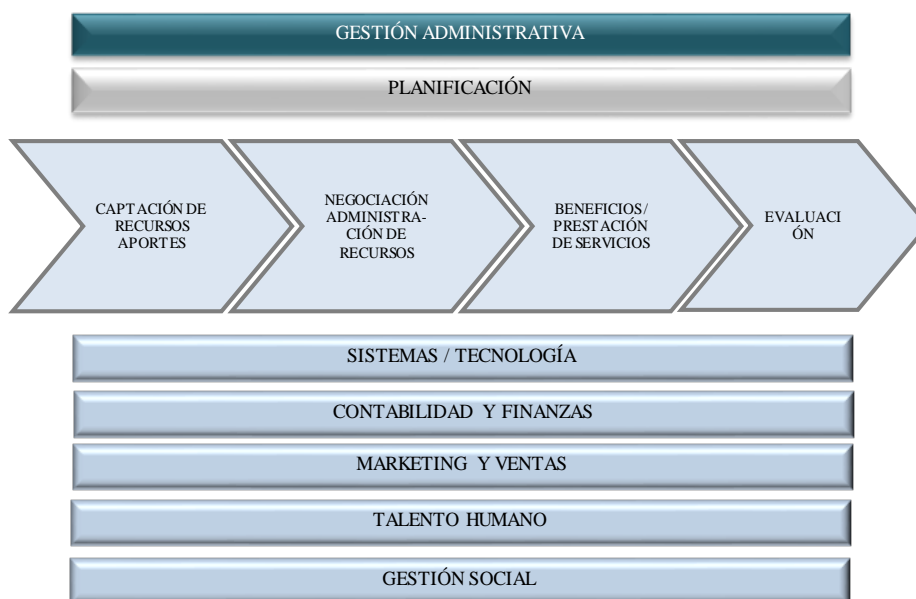 GESTIÓN ADMINISTRATIVA
PLANIFICACIÓN
CAPTACIÓN DE
RECURSOS
APORTES
NEGOCIACIÓN
ADMINISTRA-
CIÓN DE
RECURSOS
BENEFICIOS/
PRESTACIÓN
DE SERVICIOS
EVALUACI
ÓN
SISTEMAS / TECNOLOGÍA
CONTABILIDAD Y FINANZAS
MARKETING Y VENTAS
TALENTO HUMANO
GESTIÓN SOCIAL